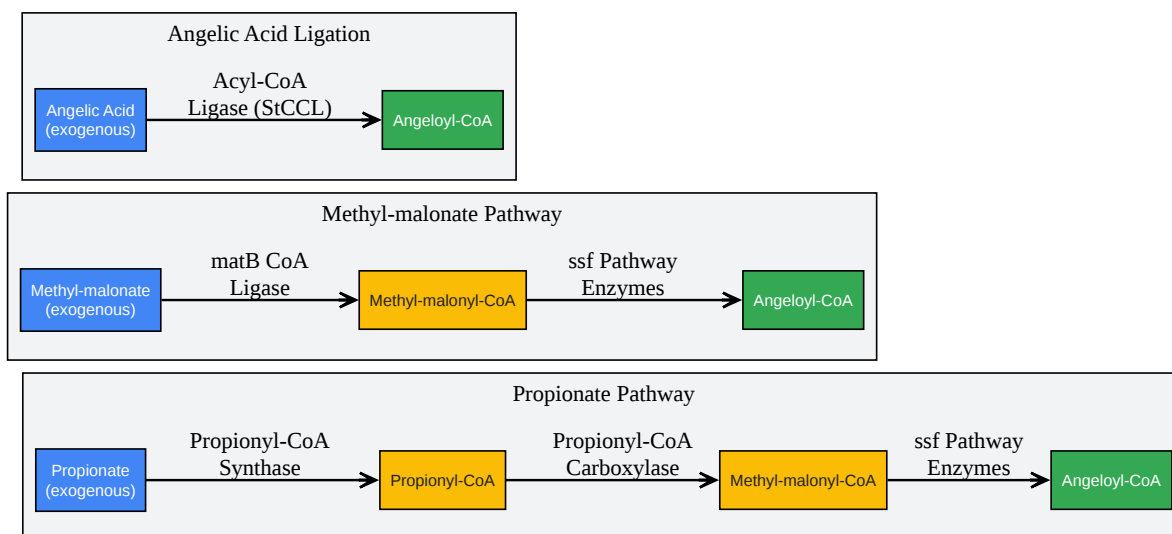 Angelic Acid Ligation
Acyl-CoA
Ligase (StCCL)
Angelic Acid
(exogenous)
Angeloyl-CoA
Methyl-malonate Pathway
matB CoA
Ligase
ssf Pathway
Enzymes
Methyl-malonate
(exogenous)
Methyl-malonyl-CoA
Angeloyl-CoA
Propionate Pathway
Propionyl-CoA
Synthase
Propionyl-CoA
Carboxylase
ssf Pathway
Enzymes
Propionate
(exogenous)
Propionyl-CoA
Methyl-malonyl-CoA
Angeloyl-CoA